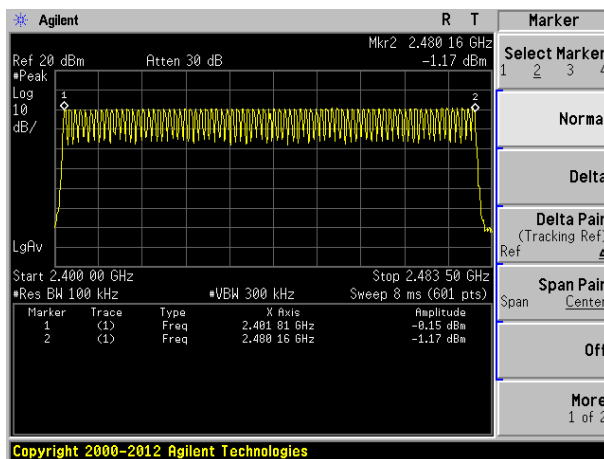 Agilent R T Marker
Mkr2 2.480 16 GHz
Ref 20 dBm Atten 30 dB -1.17 dBm
#Peak
Log
10
dB/
1
2
LgAv
Start 2.400 00 GHz Stop 2.483 50 GHz
#Res BW 100 kHz #VBW 300 kHz Sweep 8 ms (601 pts)
Marker Trace Type X Axis Amplitude
1 (1) Freq 2.401 81 GHz -0.15 dBm
2 (1) Freq 2.480 16 GHz -1.17 dBm
Select Marker
1 2 3 4
Norma
Delta
Delta Pair
(Tracking Ref)
Ref
Span Pair
Span Center
Off
More
1 of 2
Copyright 2000-2012 Agilent Technologies